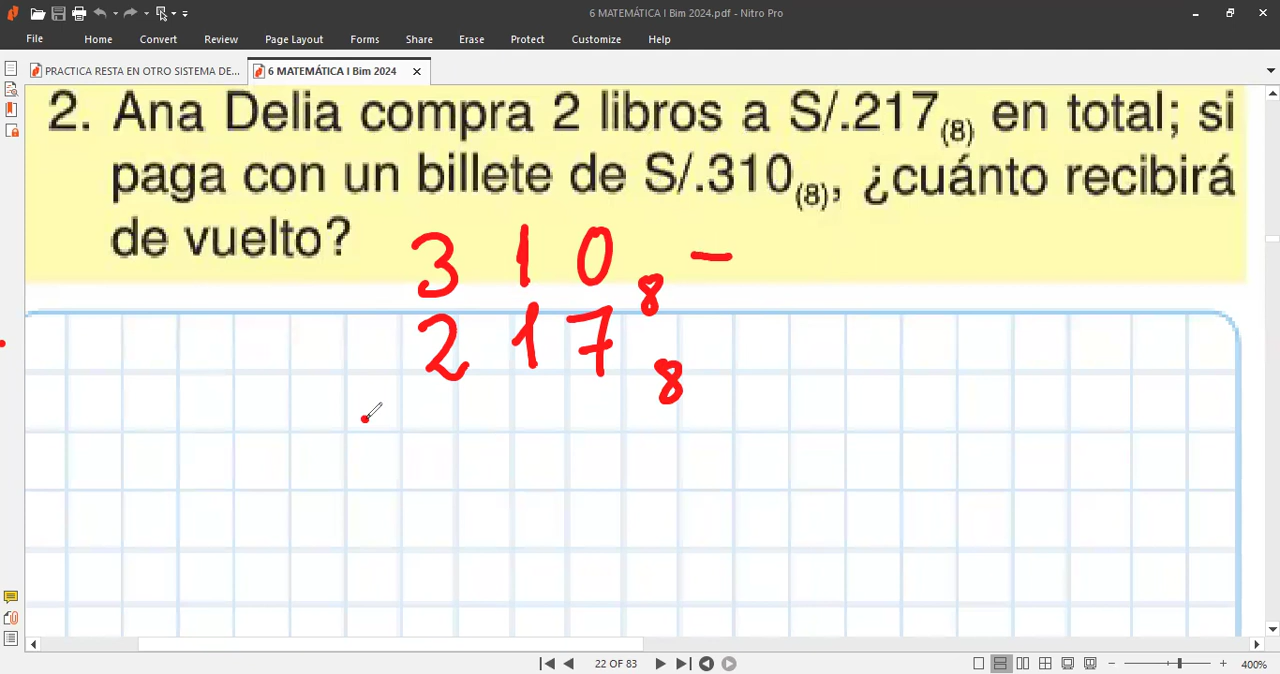 6 MATEMÁTICA I Bim 2024.pdf - Nitro Pro
File Home Convert Review Page Layout Forms Share Erase Protect Customize Help
PRACTICA RESTA EN OTRO SISTEMA DE... 6 MATEMÁTICA I Bim 2024
2. Ana Delia compra 2 libros a S/.217(8) en total; si
paga con un billete de S/.310(8), ¿cuánto recibirá
de vuelto?
3 1 0 8 -
2 1 7 8
22 OF 83 400%